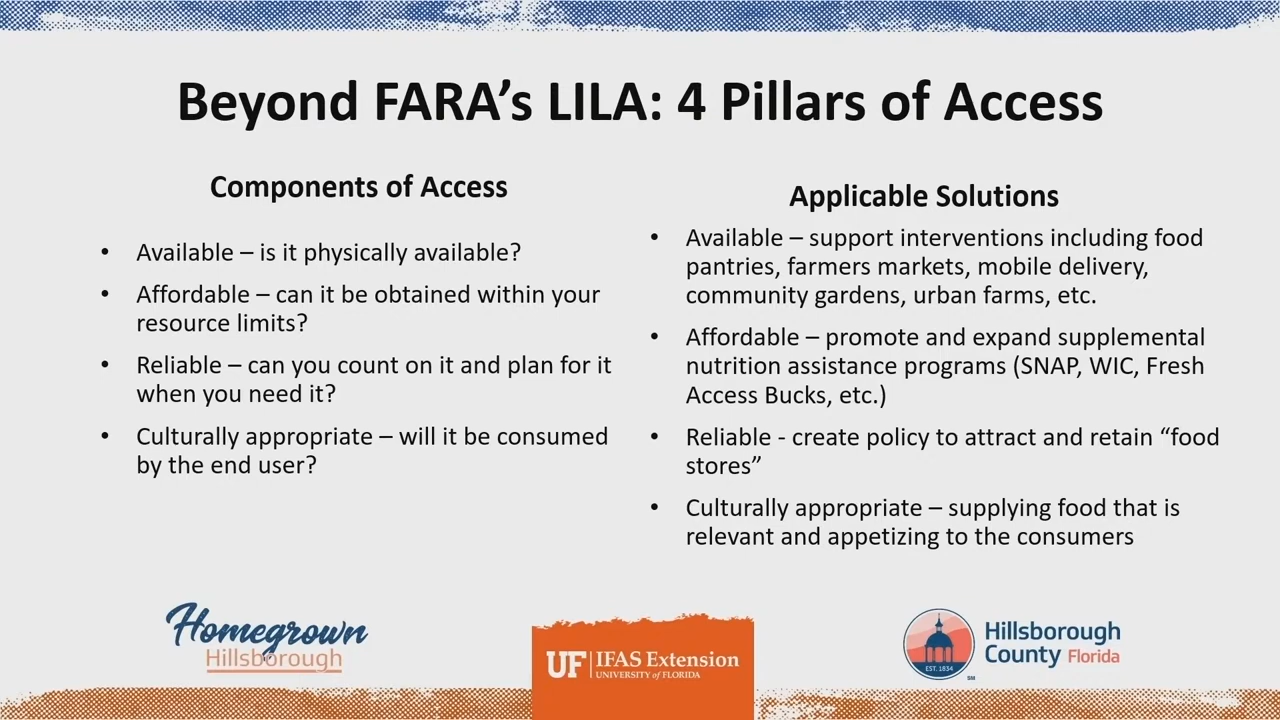 Beyond FARA’s LILA: 4 Pillars of Access
Components of Access
• Available – is it physically available?
• Affordable – can it be obtained within your
resource limits?
• Reliable – can you count on it and plan for it
when you need it?
• Culturally appropriate – will it be consumed
by the end user?
Applicable Solutions
• Available – support interventions including food
pantries, farmers markets, mobile delivery,
community gardens, urban farms, etc.
• Affordable – promote and expand supplemental
nutrition assistance programs (SNAP, WIC, Fresh
Access Bucks, etc.)
• Reliable - create policy to attract and retain “food
stores”
• Culturally appropriate – supplying food that is
relevant and appetizing to the consumers
Homegrown
Hillsborough
UF IFAS Extension
UNIVERSITY of FLORIDA
EST. 1834
SM
Hillsborough
County Florida